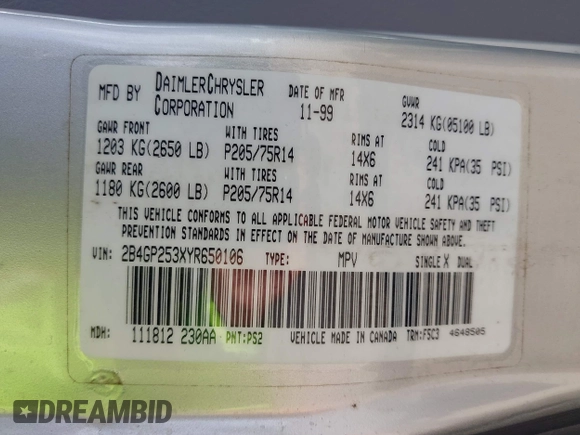 MFD BY DAIMLERCHRYSLER CORPORATION DATE OF MFR 11-99 GVWR 2314 KG(05100 LB)
GAWR FRONT WITH TIRES RIMS AT COLD
1203 KG(2650 LB) P205/75R14 14X6 241 KPA(35 PSI)
GAWR REAR WITH TIRES RIMS AT COLD
1180 KG(2600 LB) P205/75R14 14X6 241 KPA(35 PSI)
THIS VEHICLE CONFORMS TO ALL APPLICABLE FEDERAL MOTOR VEHICLE SAFETY AND THEFT
PREVENTION STANDARDS IN EFFECT ON THE DATE OF MANUFACTURE SHOWN ABOVE.
VIN: 2B4GP253XYR650106 TYPE: MPV SINGLE X DUAL
MDH: 111812 230AA PNT:PS2 VEHICLE MADE IN CANADA TRM:F5C3 4648505
DREAMBID